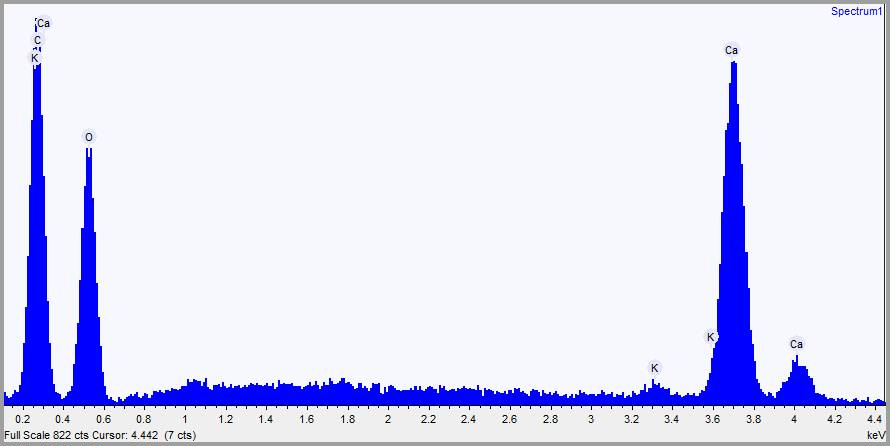 Spectrum1
Ca
C
K
O
Ca
K
K
Ca
0.2 0.4 0.6 0.8 1 1.2 1.4 1.6 1.8 2 2.2 2.4 2.6 2.8 3 3.2 3.4 3.6 3.8 4 4.2 4.4
Full Scale 822 cts Cursor: 4.442 (7 cts) keV